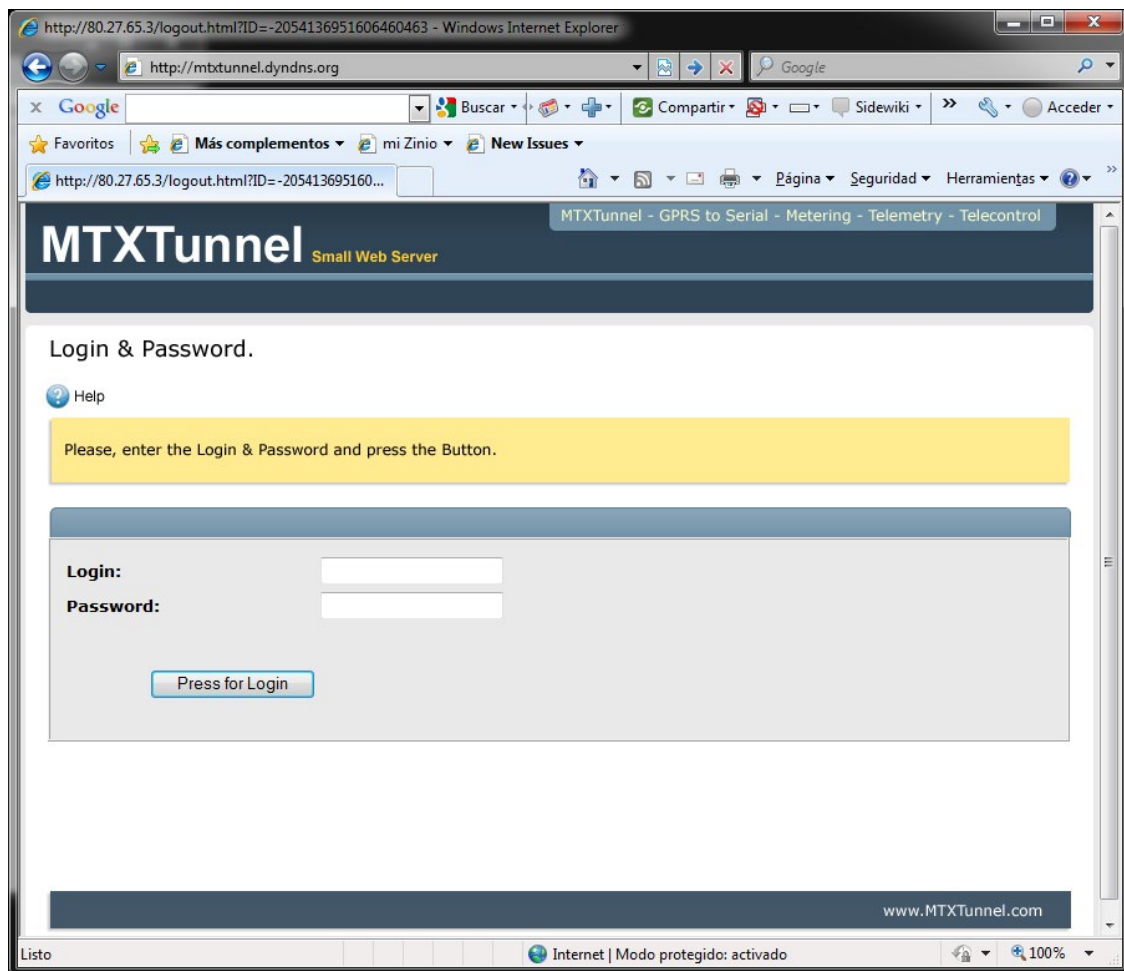 http://80.27.65.3/logout.html?ID=-2054136951606460463 - Windows Internet Explorer
http://mtxtunnel.dyndns.org
Google
x Google
Buscar
Compartir
Sidewiki
»
Acceder
Favoritos
Más complementos
mi Zinio
New Issues
http://80.27.65.3/logout.html?ID=-205413695160...
Página
Seguridad
Herramientas
»
MTXTunnel - GPRS to Serial - Metering - Telemetry - Telecontrol
MTXTunnel Small Web Server
Login & Password.
Help
Please, enter the Login & Password and press the Button.
Login:
Password:
Press for Login
www.MTXTunnel.com
Listo
Internet | Modo protegido: activado
100%